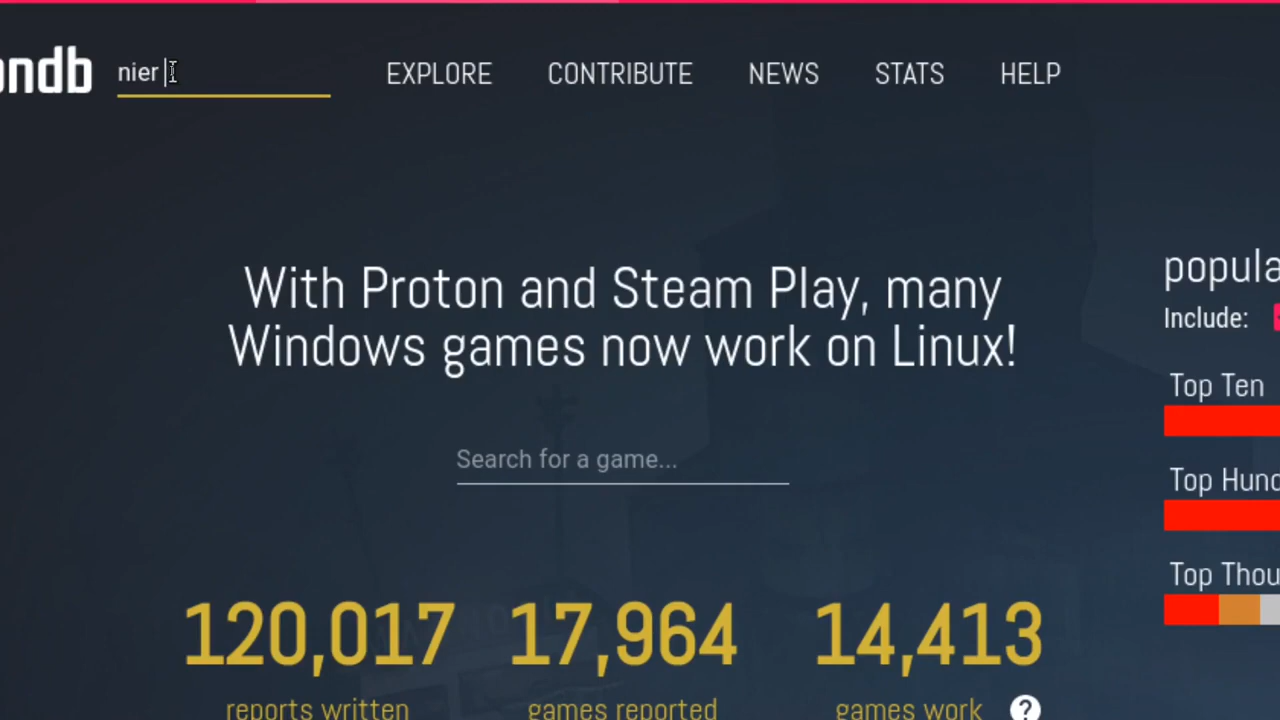 ondb
nier
EXPLORE CONTRIBUTE NEWS STATS HELP
With Proton and Steam Play, many
Windows games now work on Linux!
Search for a game...
120,017 17,964 14,413
reports written games reported games work ?
popula
Include:
Top Ten
Top Hund
Top Thou